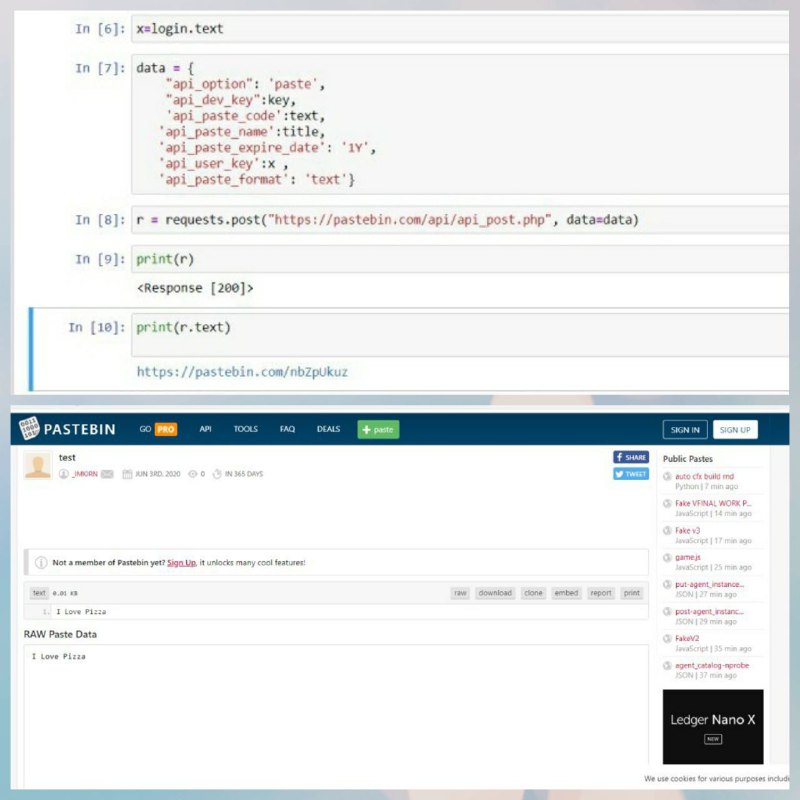 In [6]: x=login.text
In [7]: data = {
"api_option": 'paste',
"api_dev_key":key,
'api_paste_code':text,
'api_paste_name':title,
'api_paste_expire_date': '1Y',
'api_user_key':x ,
'api_paste_format': 'text'}
In [8]: r = requests.post("https://pastebin.com/api/api_post.php", data=data)
In [9]: print(r)
<Response [200]>
In [10]: print(r.text)
https://pastebin.com/nbZpUkuz
PASTEBIN GO PRO API TOOLS FAQ DEALS + paste SIGN IN SIGN UP
test
_IMIORN JUN 3RD, 2020 0 IN 365 DAYS
SHARE
TWEET
Not a member of Pastebin yet? Sign Up, it unlocks many cool features!
text 0.01 KB raw download clone embed report print
1. I Love Pizza
RAW Paste Data
I Love Pizza
Public Pastes
auto cfx build md
Python | 7 min ago
Fake VFINAL WORK P...
JavaScript | 14 min ago
Fake v3
JavaScript | 17 min ago
game.js
JavaScript | 25 min ago
put-agent_instance...
JSON | 27 min ago
post-agent_instanc...
JSON | 29 min ago
FakeV2
JavaScript | 35 min ago
agent_catalog-nprobe
JSON | 37 min ago
Ledger Nano X
NEW
We use cookies for various purposes includi